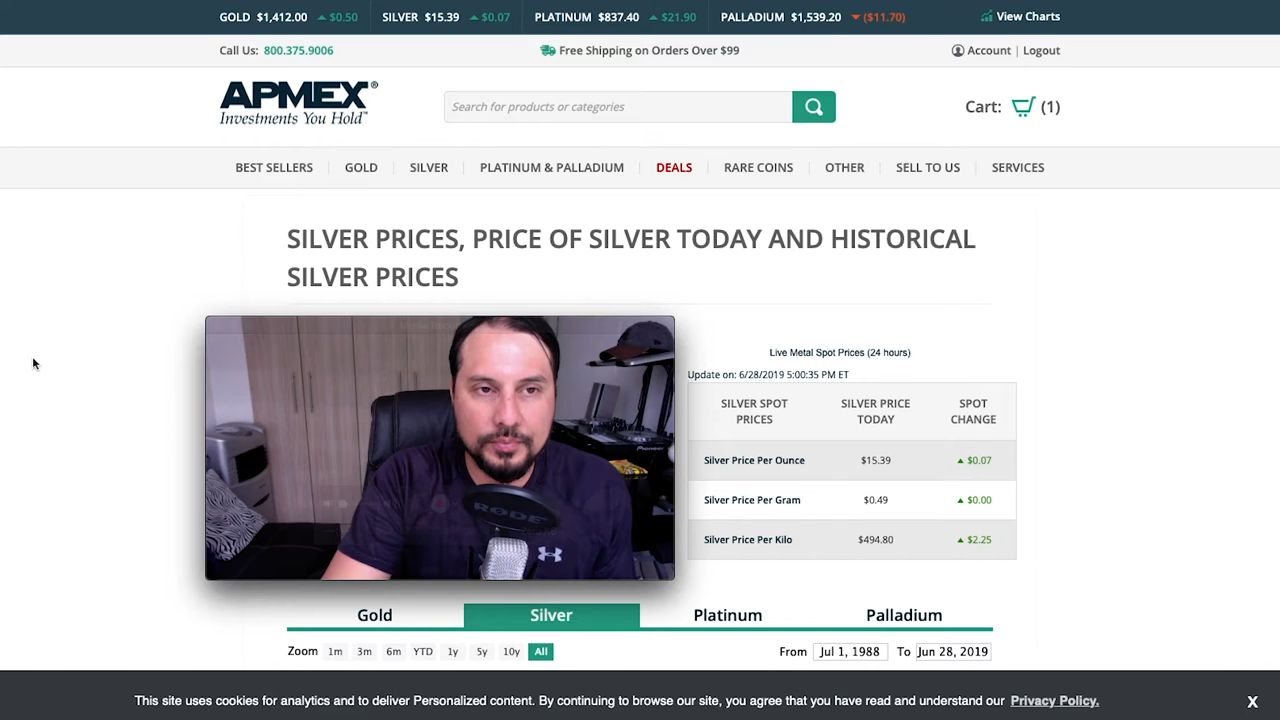 GOLD $1,412.00 $0.50 SILVER $15.39 $0.07 PLATINUM $837.40 $21.90 PALLADIUM $1,539.20 ($11.70) View Charts
Call Us: 800.375.9006 Free Shipping on Orders Over $99 Account | Logout
APMEX®
Investments You Hold™
Search for products or categories
Cart: (1)
BEST SELLERS GOLD SILVER PLATINUM & PALLADIUM DEALS RARE COINS OTHER SELL TO US SERVICES
SILVER PRICES, PRICE OF SILVER TODAY AND HISTORICAL
SILVER PRICES
Live Metal Spot Prices (24 hours)
Update on: 6/28/2019 5:00:35 PM ET
SILVER SPOT PRICES SILVER PRICE TODAY SPOT CHANGE
Silver Price Per Ounce $15.39 $0.07
Silver Price Per Gram $0.49 $0.00
Silver Price Per Kilo $494.80 $2.25
Pioneer
RØDE
Gold Silver Platinum Palladium
Zoom 1m 3m 6m YTD 1y 5y 10y All From Jul 1, 1988 To Jun 28, 2019
This site uses cookies for analytics and to deliver Personalized content. By continuing to browse our site, you agree that you have read and understand our Privacy Policy. X